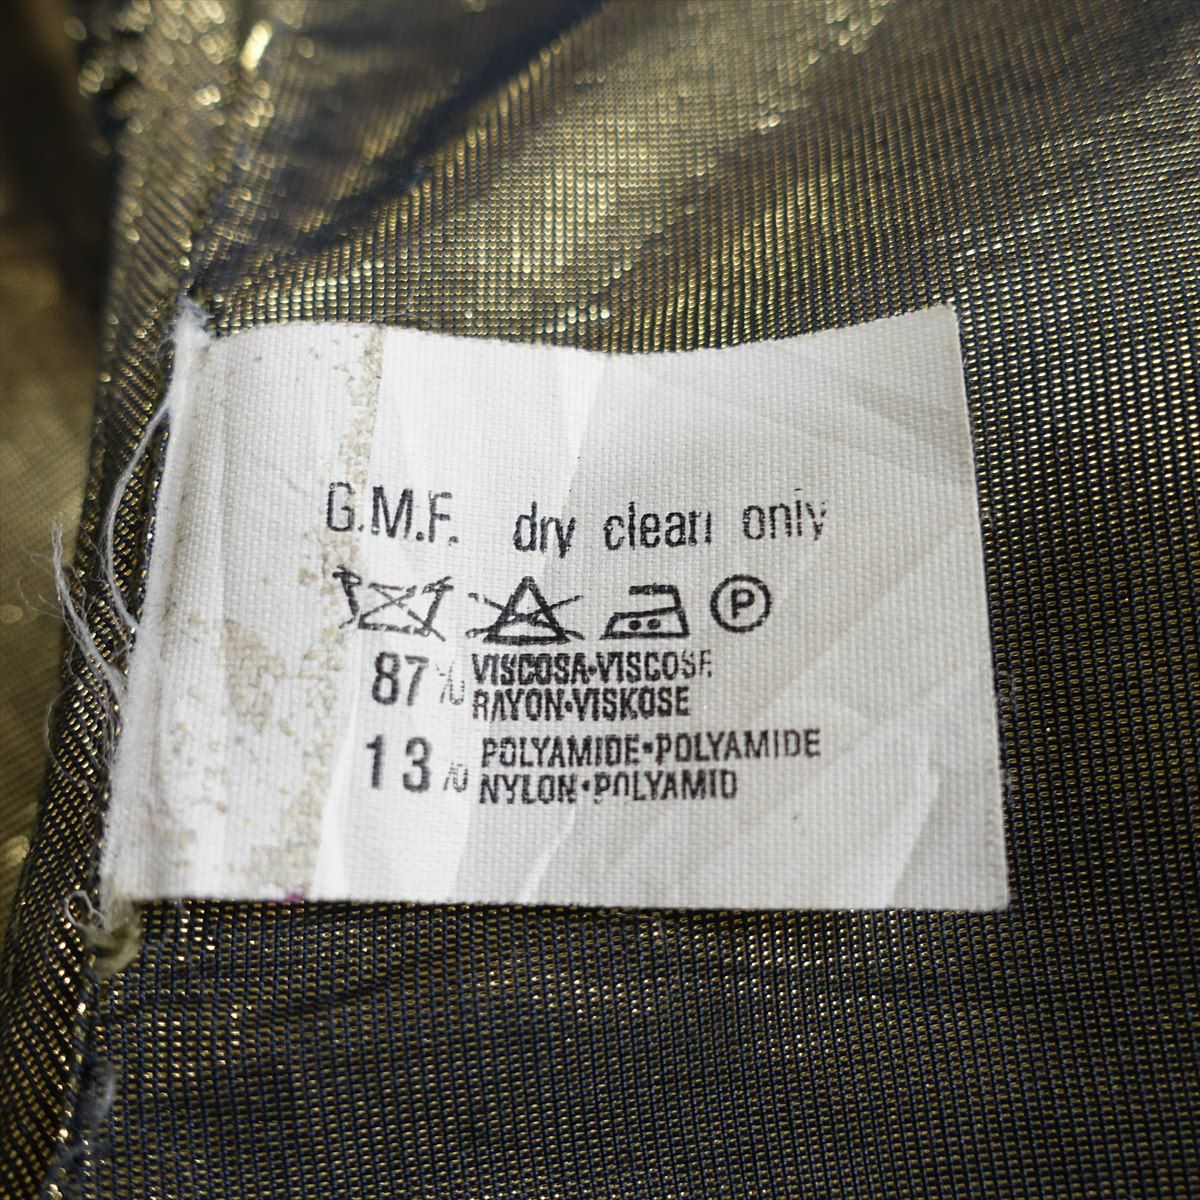 G.M.F. dry clean only
P
87% VISCOSA•VISCOSE
RAYON•VISKOSE
13% POLYAMIDE•POLYAMIDE
NYLON•POLYAMID